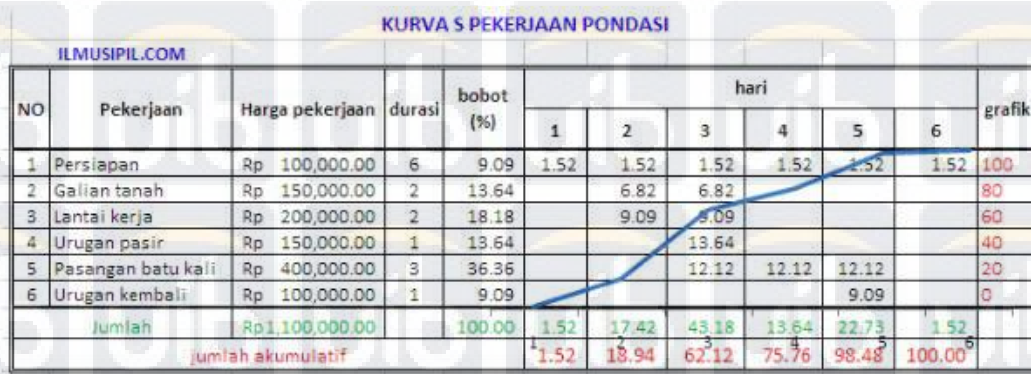 KURVA S PEKERJAAN PONDASI
ILMUSIPIL.COM
NO Pekerjaan Harga pekerjaan durasi bobot (%) hari grafik
1 2 3 4 5 6
1 Persiapan Rp 100,000.00 6 9.09 1.52 1.52 1.52 1.52 1.52 1.52 100
2 Galian tanah Rp 150,000.00 2 13.64 6.82 6.82 80
3 Lantai kerja Rp 200,000.00 2 18.18 9.09 9.09 60
4 Urugan pasir Rp 150,000.00 1 13.64 13.64 40
5 Pasangan batu kali Rp 400,000.00 3 36.36 12.12 12.12 12.12 20
6 Urugan kembali Rp 100,000.00 1 9.09 9.09 0
Jumlah Rp1,100,000.00 100.00 1.52 17.42 43.18 13.64 22.73 1.52
1 2 3 4 5 6
jumlah akumulatif 1.52 18.94 62.12 75.76 98.48 100.00